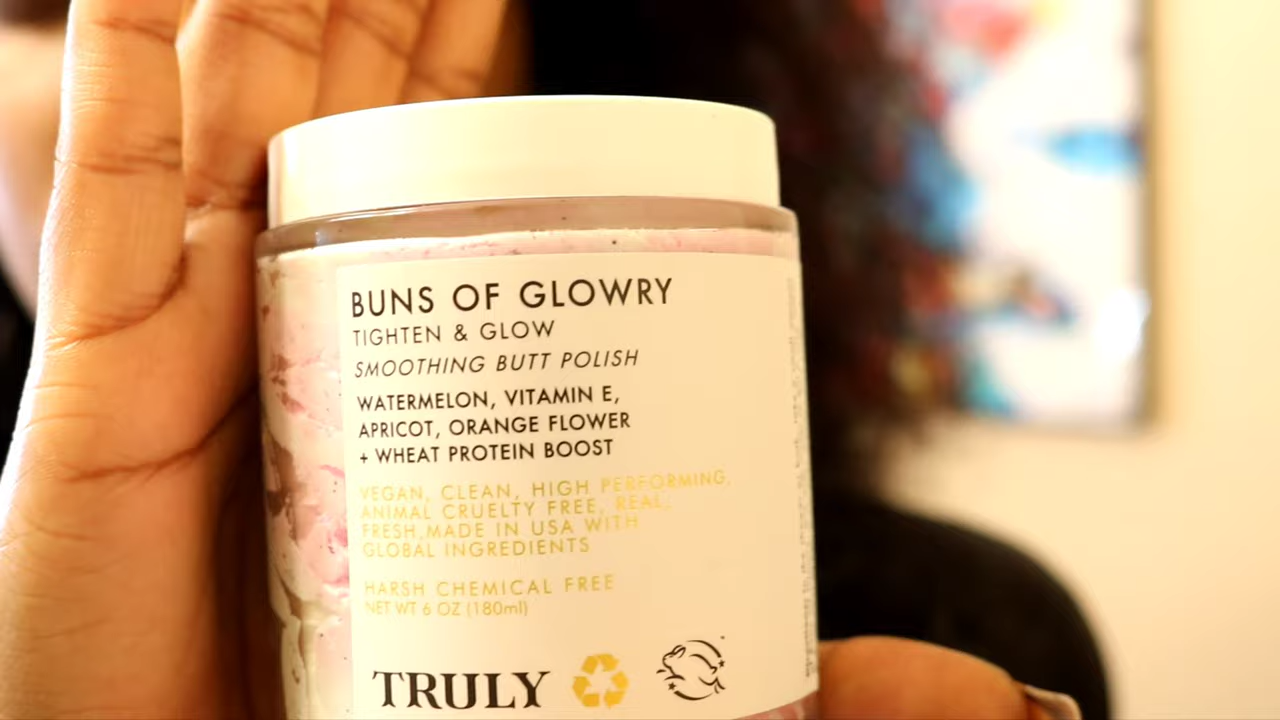 BUNS OF GLOWRY
TIGHTEN & GLOW
SMOOTHING BUTT POLISH
WATERMELON, VITAMIN E,
APRICOT, ORANGE FLOWER
+ WHEAT PROTEIN BOOST
VEGAN, CLEAN, HIGH PERFORMING,
ANIMAL CRUELTY FREE, REAL,
FRESH,MADE IN USA WITH
GLOBAL INGREDIENTS
HARSH CHEMICAL FREE
NET WT 6 OZ (180ml)
TRULY